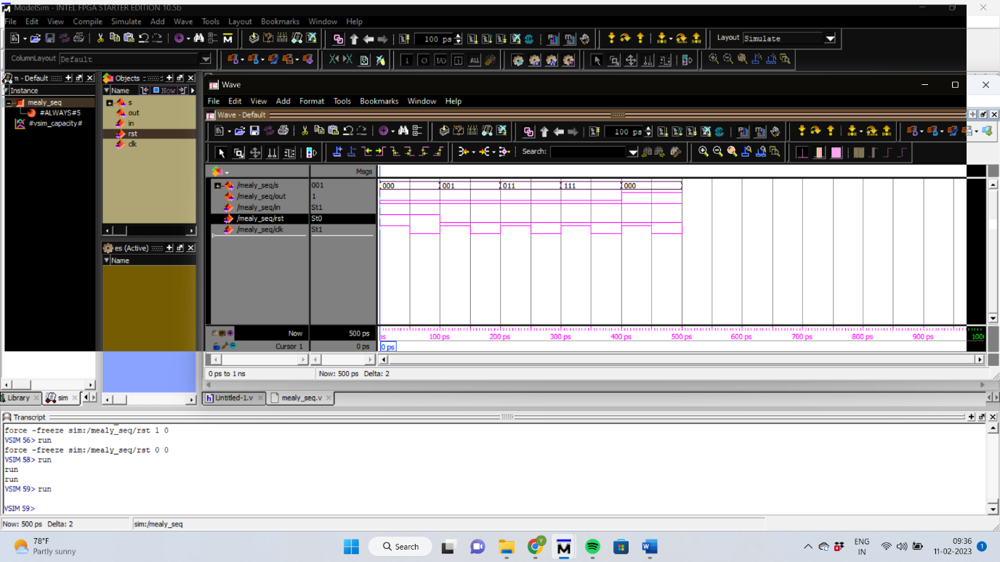 ModelSim - INTEL FPGA STARTER EDITION 10.5b
File Edit View Compile Simulate Add Wave Tools Layout Bookmarks Window Help
100 ps
Layout Simulate
ColumnLayout Default
ALL
m - Default
Instance
mealy_seq
#ALWAYS#5
#vsim_capacity#
Objects
Name Now
s
out
in
rst
clk
es (Active)
Name
Wave
File Edit View Add Format Tools Bookmarks Window Help
Wave - Default
100 ps
Search:
Msgs
/mealy_seq/s 001 000 001 011 111 000
/mealy_seq/out 1
/mealy_seq/in St1
/mealy_seq/rst St0
/mealy_seq/clk St1
Now 500 ps ps 100 ps 200 ps 300 ps 400 ps 500 ps 600 ps 700 ps 800 ps 900 ps 1000
Cursor 1 0 ps 0 ps
0 ps to 1 ns Now: 500 ps Delta: 2
Library sim
Untitled-1.v mealy_seq.v
Transcript
force -freeze sim:/mealy_seq/rst 1 0
VSIM 56> run
force -freeze sim:/mealy_seq/rst 0 0
VSIM 58> run
run
run
VSIM 59> run
VSIM 59>
Now: 500 ps Delta: 2 sim:/mealy_seq
78°F
Partly sunny
Search
ENG
IN
09:36
11-02-2023
1